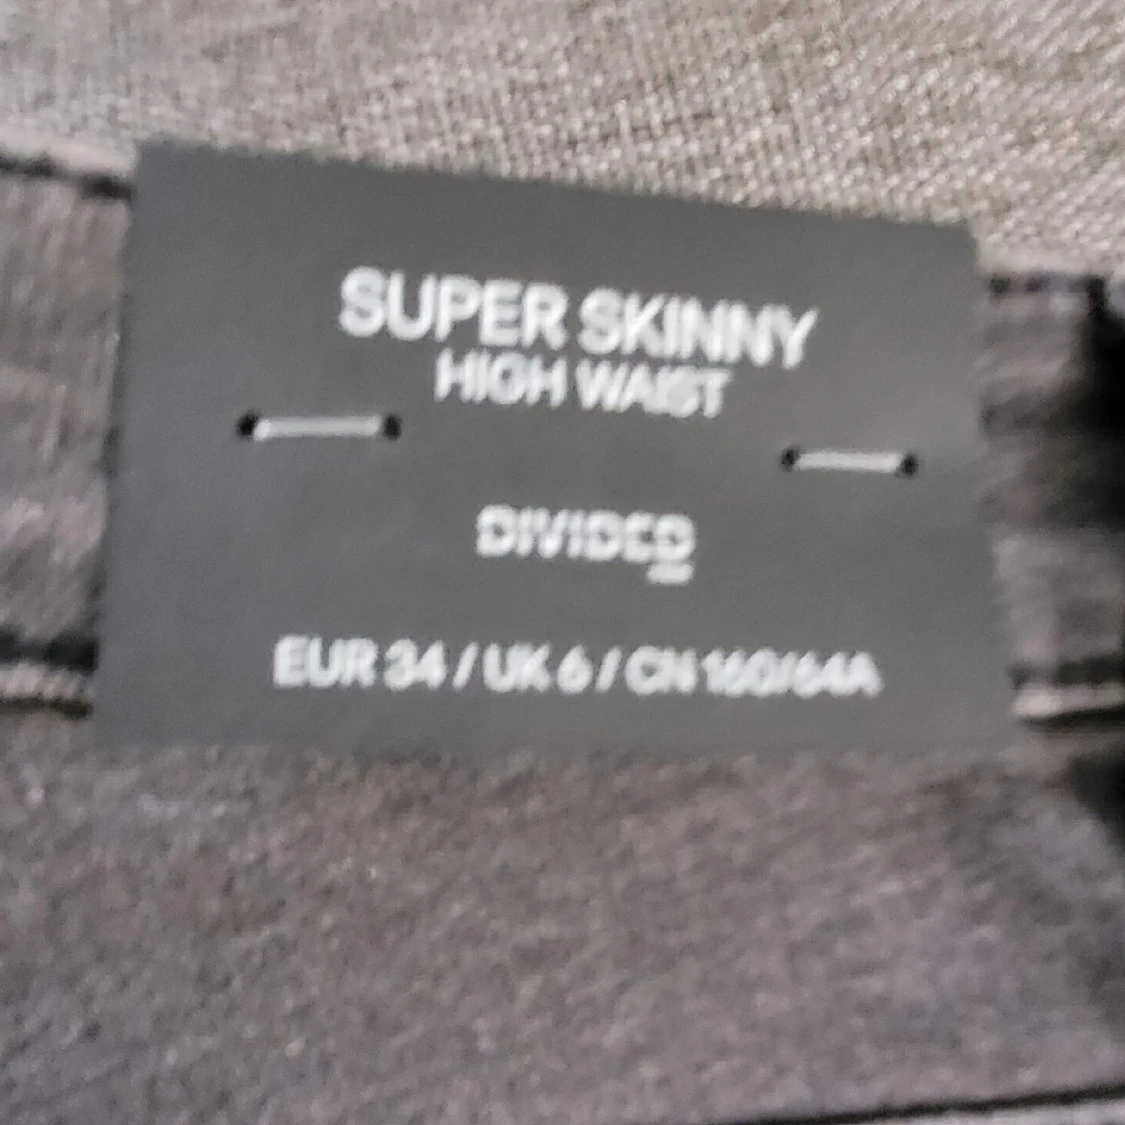 SUPER SKINNY
HIGH WAIST
DIVIDED
EUR 34 / UK 6 / CN 160/64A